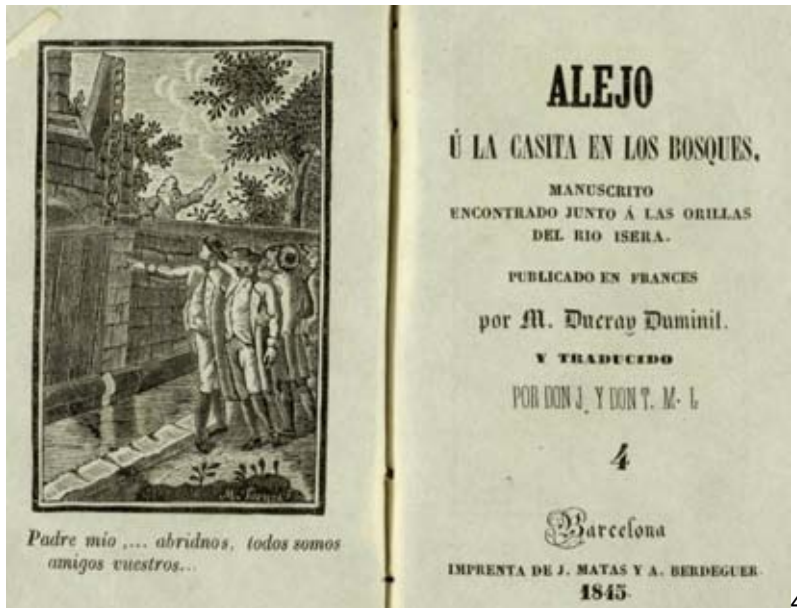 Padre mio ,... abridnos, todos somos
amigos vuestros...
ALEJO
Ú LA CASITA EN LOS BOSQUES.
MANUSCRITO
ENCONTRADO JUNTO Á LAS ORILLAS
DEL RIO ISERA.
PUBLICADO EN FRANCES
por M. Ducray Duminil.
Y TRADUCIDO
POR DON J. Y DON T. M. L
4
Barcelona
IMPRENTA DE J. MATAS Y A. BERDEGUER.
1845.